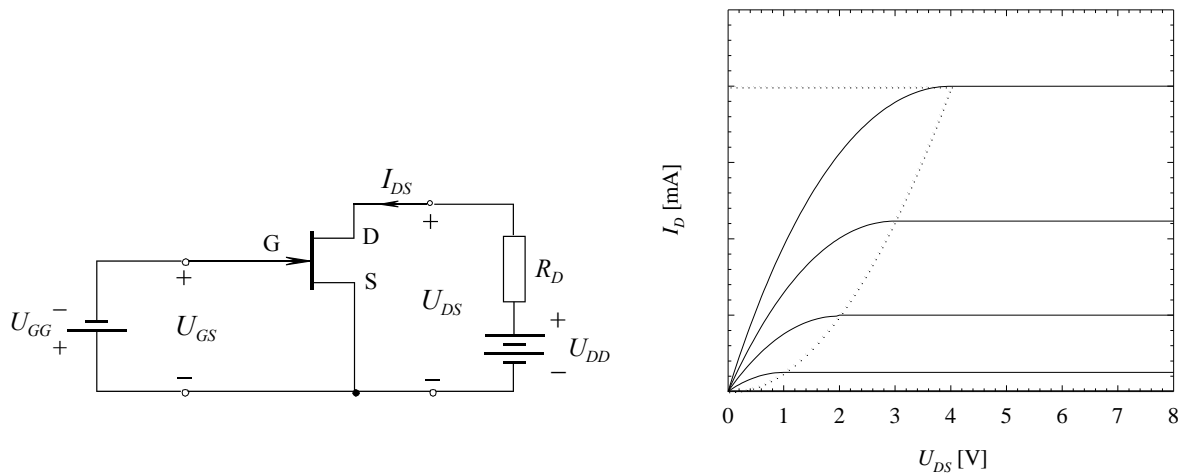 I_DS
+
G
D
S
+
−
+
U_GG
U_GS
U_DS
R_D
+
−
U_DD
−
−
I_D [mA]
0 1 2 3 4 5 6 7 8
U_DS [V]